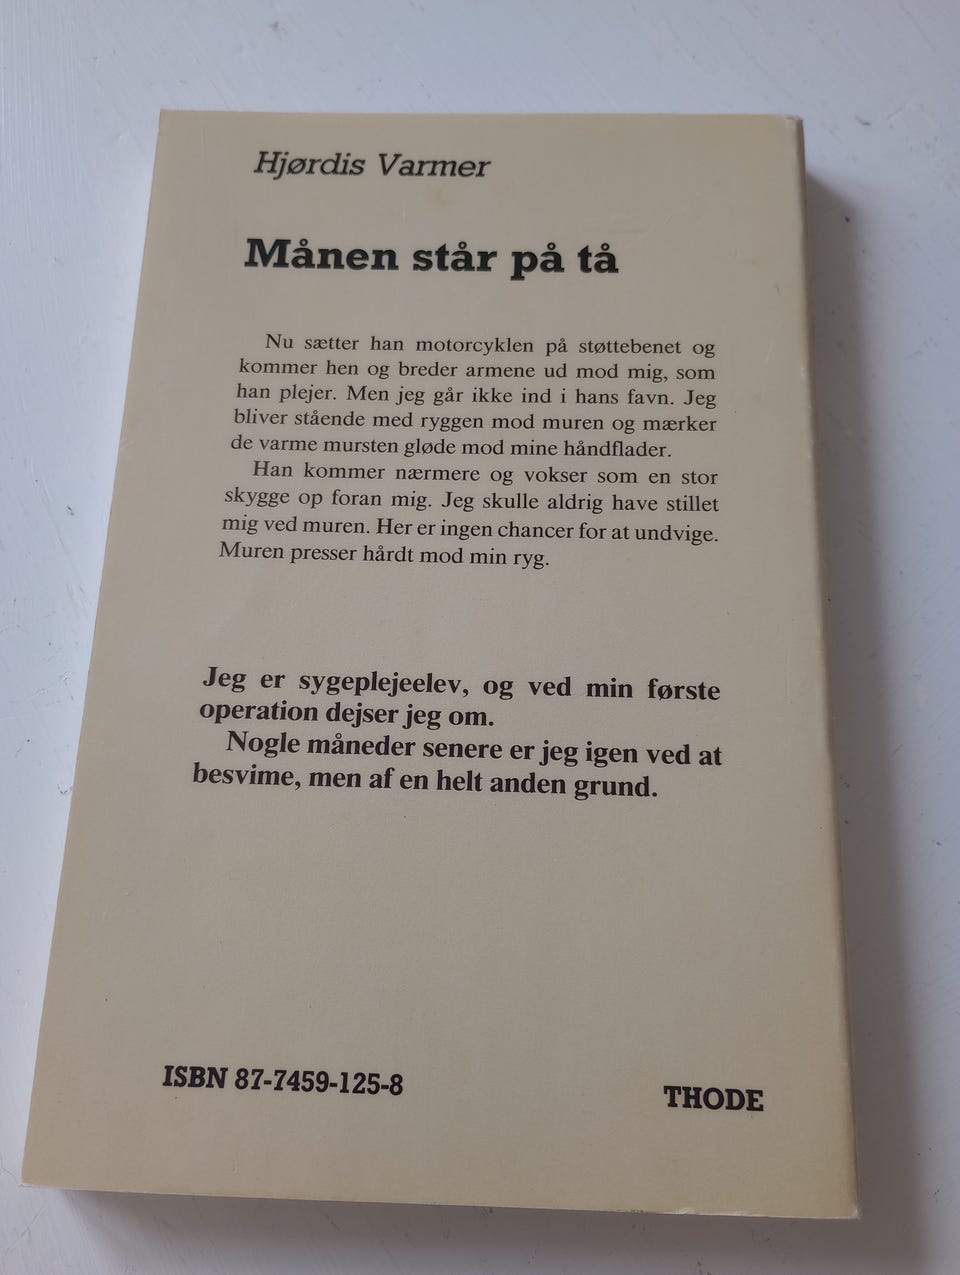 Hjørdis Varmer
Månen står på tå
Nu sætter han motorcyklen på støttebenet og
kommer hen og breder armene ud mod mig, som
han plejer. Men jeg går ikke ind i hans favn. Jeg
bliver stående med ryggen mod muren og mærker
de varme mursten gløde mod mine håndflader.
Han kommer nærmere og vokser som en stor
skygge op foran mig. Jeg skulle aldrig have stillet
mig ved muren. Her er ingen chancer for at undvige.
Muren presser hårdt mod min ryg.
Jeg er sygeplejeelev, og ved min første
operation dejser jeg om.
Nogle måneder senere er jeg igen ved at
besvime, men af en helt anden grund.
ISBN 87-7459-125-8
THODE